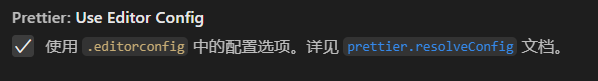 Prettier: Use Editor Config
使用 .editorconfig 中的配置选项。详见 prettier.resolveConfig 文档。